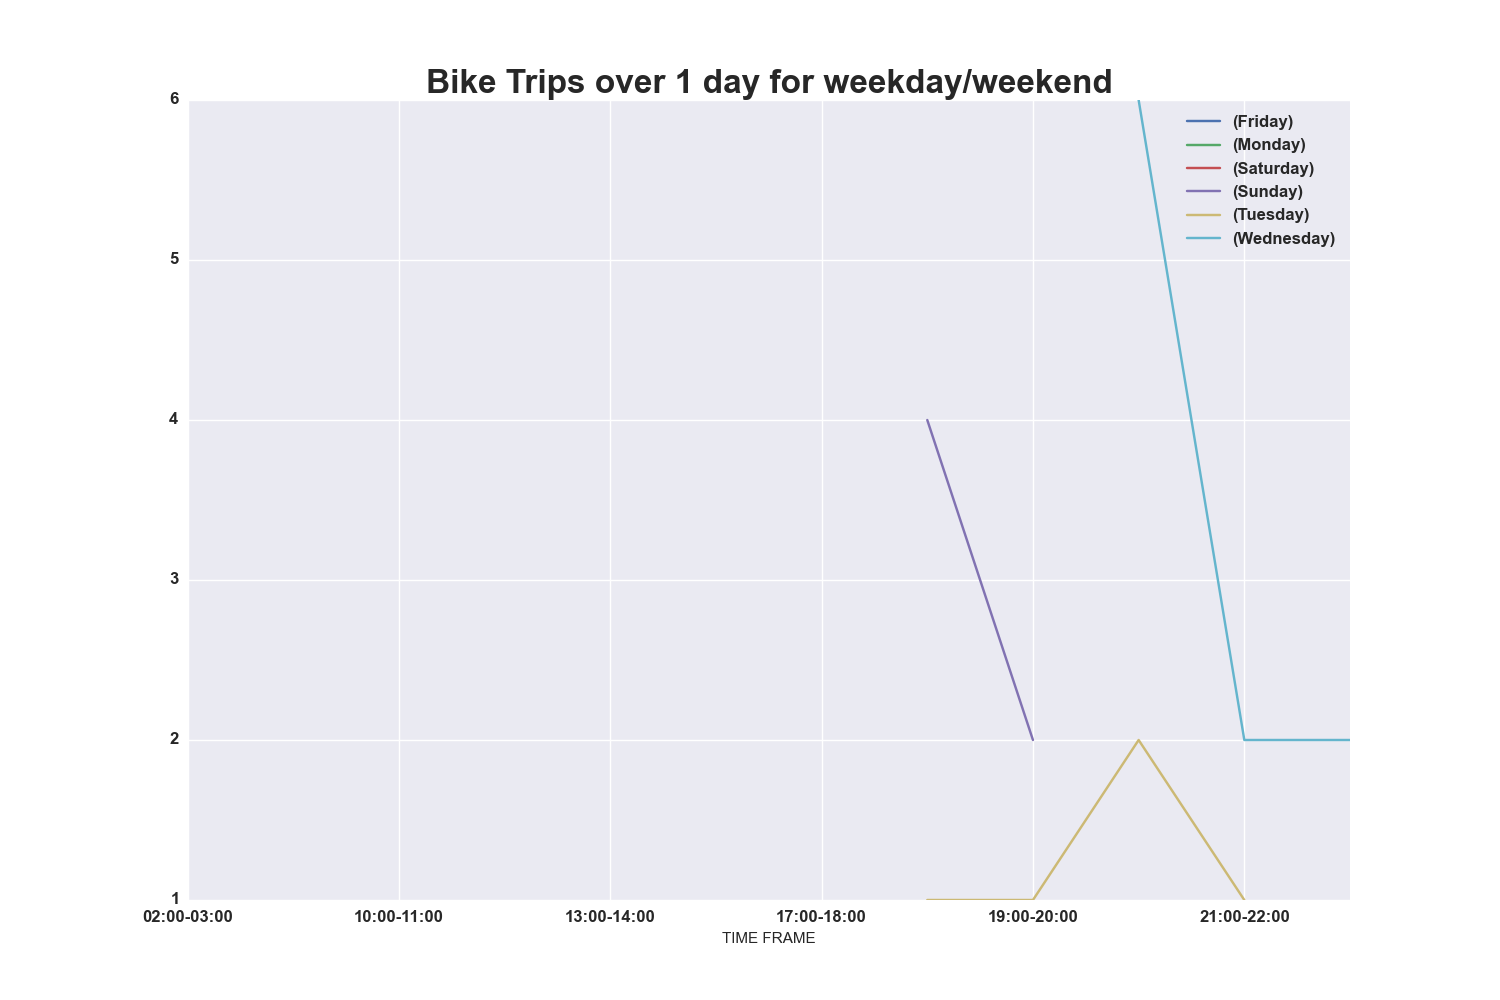 Bike Trips over 1 day for weekday/weekend
6
5
4
3
2
1
(Friday)
(Monday)
(Saturday)
(Sunday)
(Tuesday)
(Wednesday)
02:00-03:00 10:00-11:00 13:00-14:00 17:00-18:00 19:00-20:00 21:00-22:00
TIME FRAME